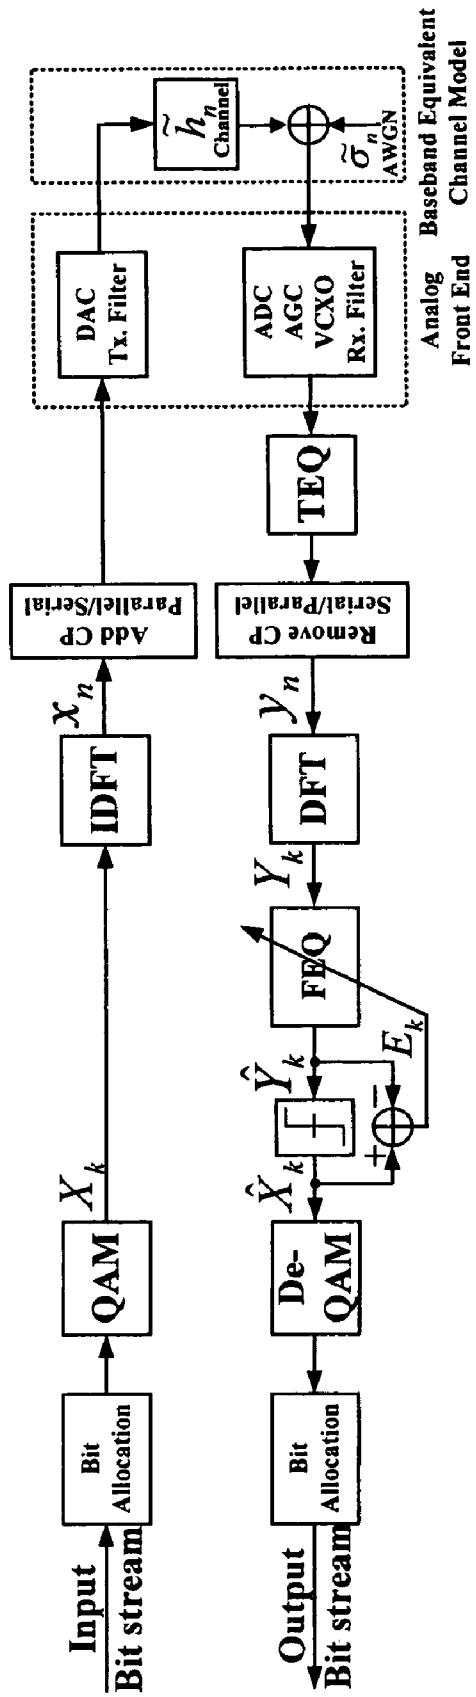 Input
Bit stream
Bit
Allocation
QAM
X_k
IDFT
x_n
Add CP
Parallel/Serial
DAC
Tx. Filter
h̃_n
Channel
σ̃_n
AWGN
Baseband Equivalent
Channel Model
Analog
Front End
ADC
AGC
VCXO
Rx. Filter
TEQ
Remove CP
Serial/Parallel
y_n
DFT
Y_k
FEQ
Ŷ_k
E_k
−
+
X̂_k
De-
QAM
Bit
Allocation
Output
Bit stream